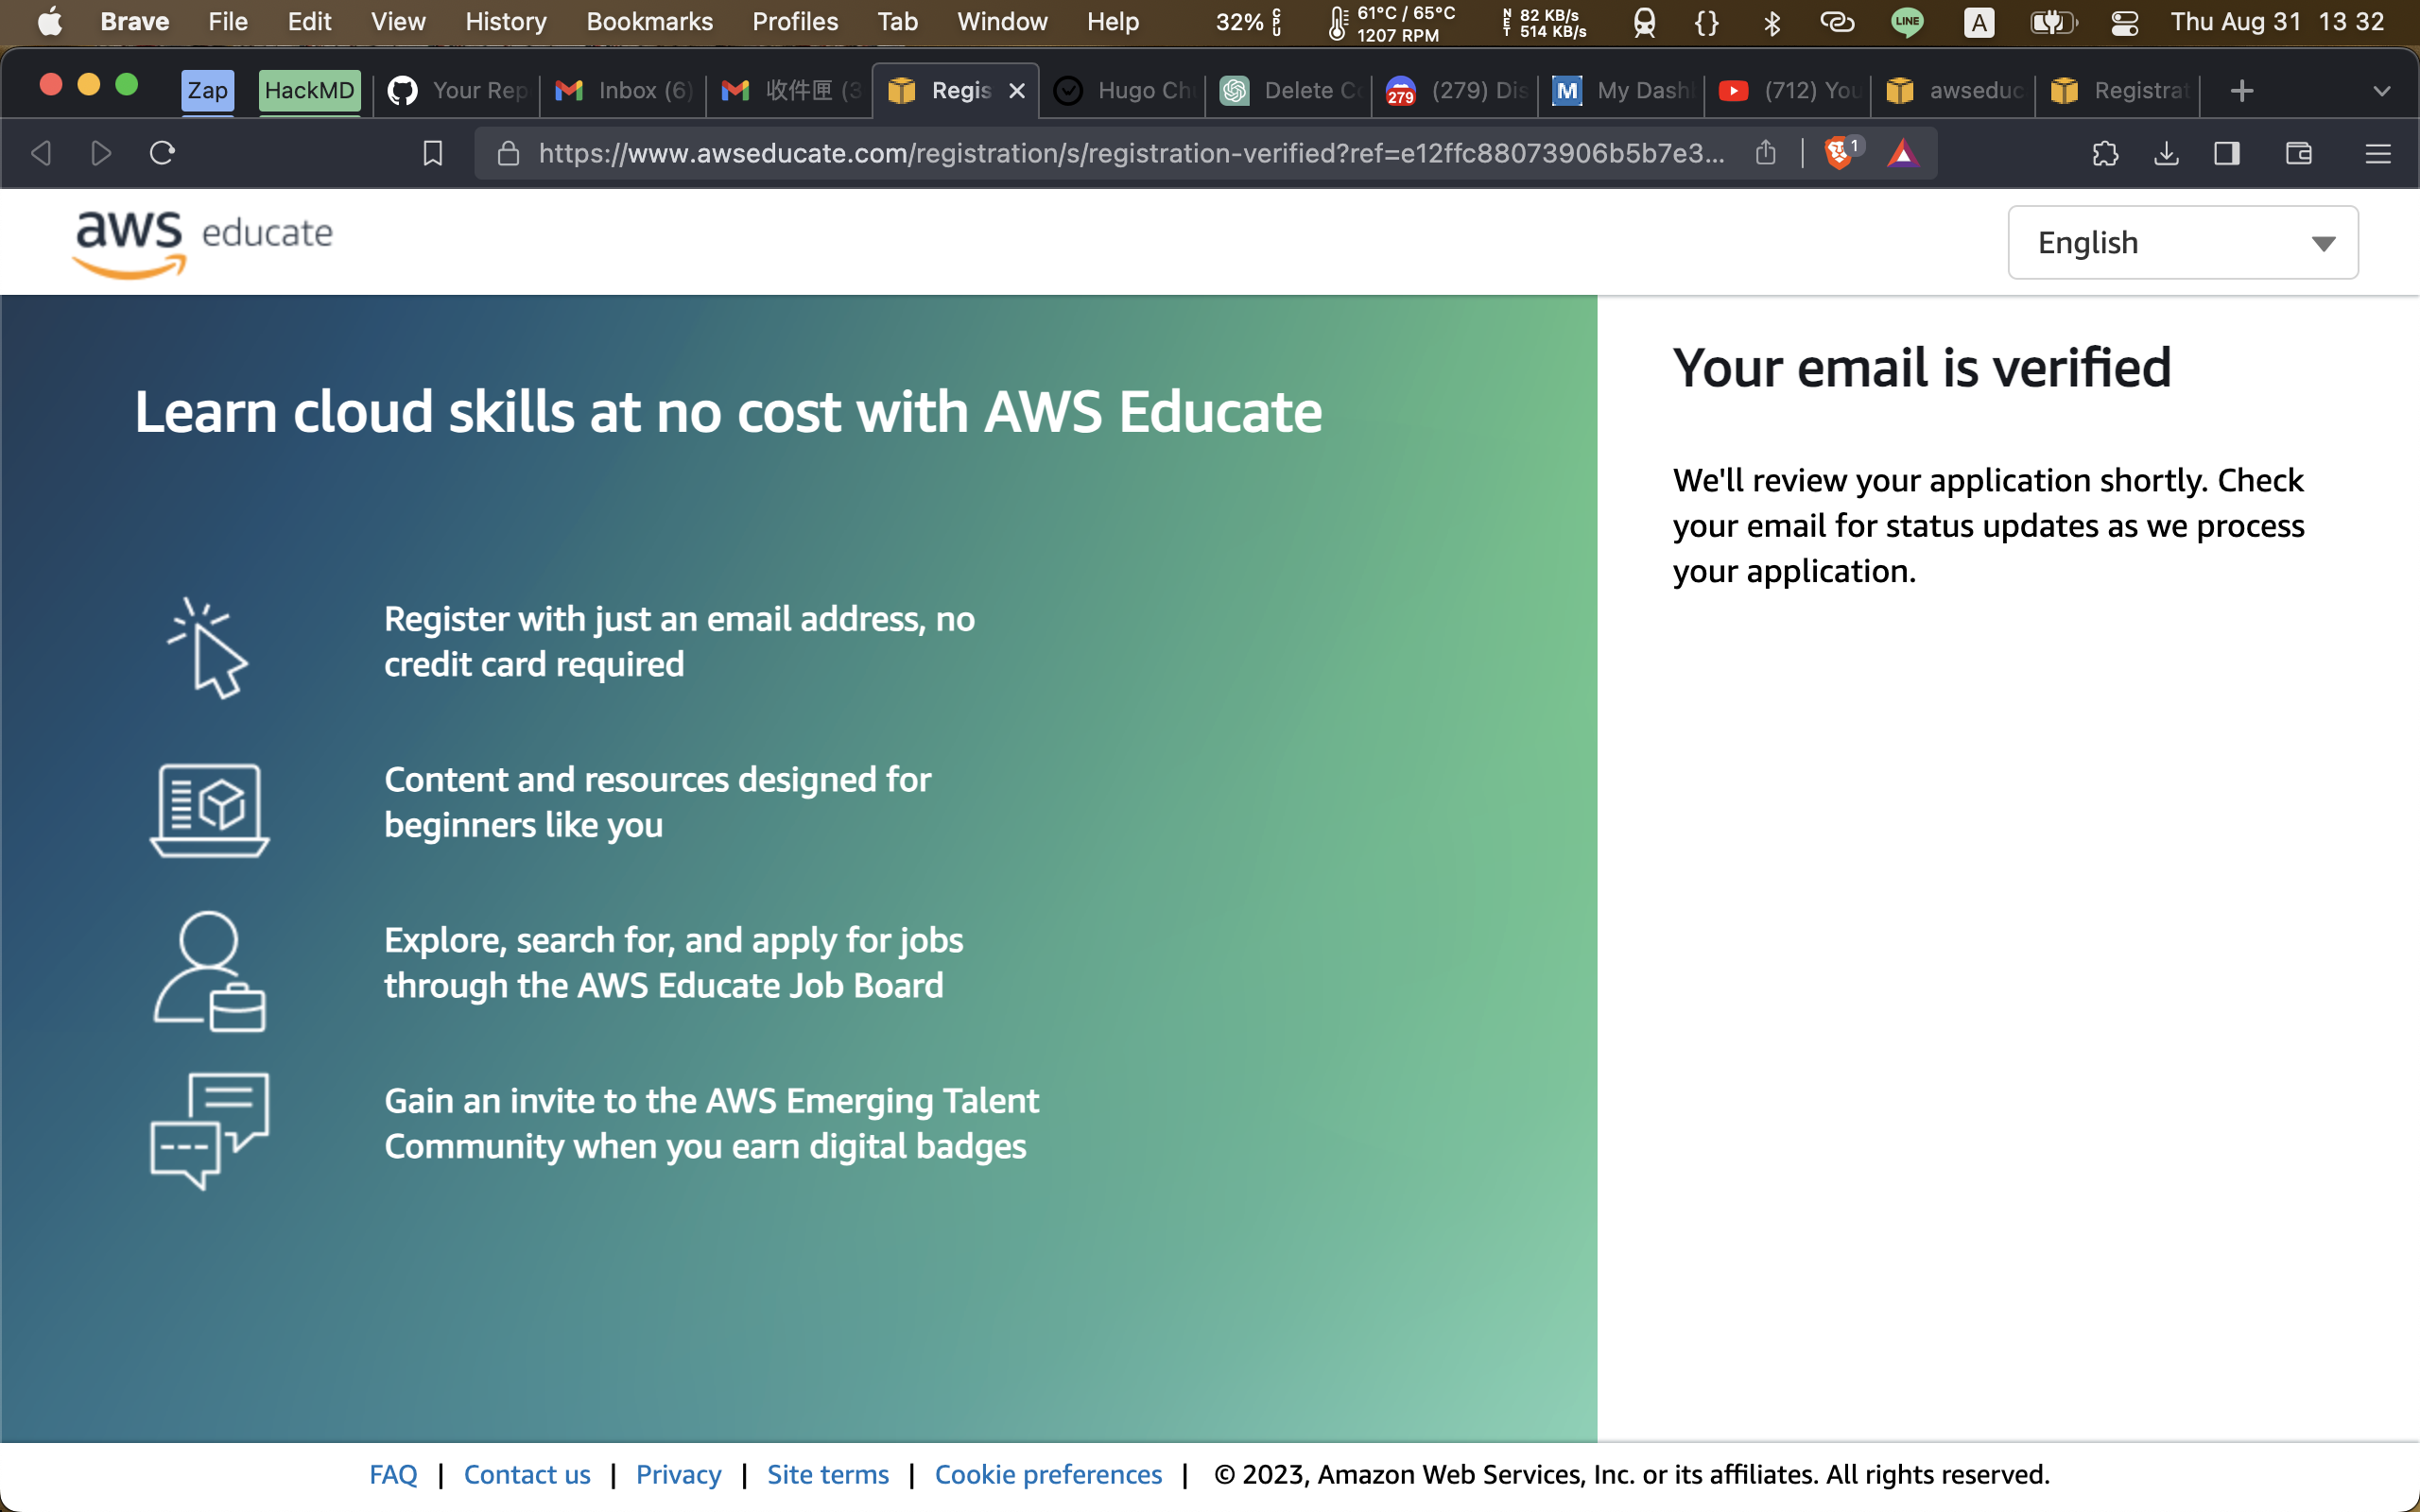 Brave File Edit View History Bookmarks Profiles Tab Window Help 32% CPU 61°C / 65°C 1207 RPM NET 82 KB/s 514 KB/s LINE A Thu Aug 31 13 32
Zap HackMD Your Rep Inbox (6) 收件匣 (3 Regis Hugo Ch Delete Co 279 (279) Dis M My Dash (712) You awseduc Registrat
https://www.awseducate.com/registration/s/registration-verified?ref=e12ffc88073906b5b7e3... 1
aws educate
English
Learn cloud skills at no cost with AWS Educate
Register with just an email address, no
credit card required
Content and resources designed for
beginners like you
Explore, search for, and apply for jobs
through the AWS Educate Job Board
Gain an invite to the AWS Emerging Talent
Community when you earn digital badges
Your email is verified
We'll review your application shortly. Check
your email for status updates as we process
your application.
FAQ | Contact us | Privacy | Site terms | Cookie preferences | © 2023, Amazon Web Services, Inc. or its affiliates. All rights reserved.